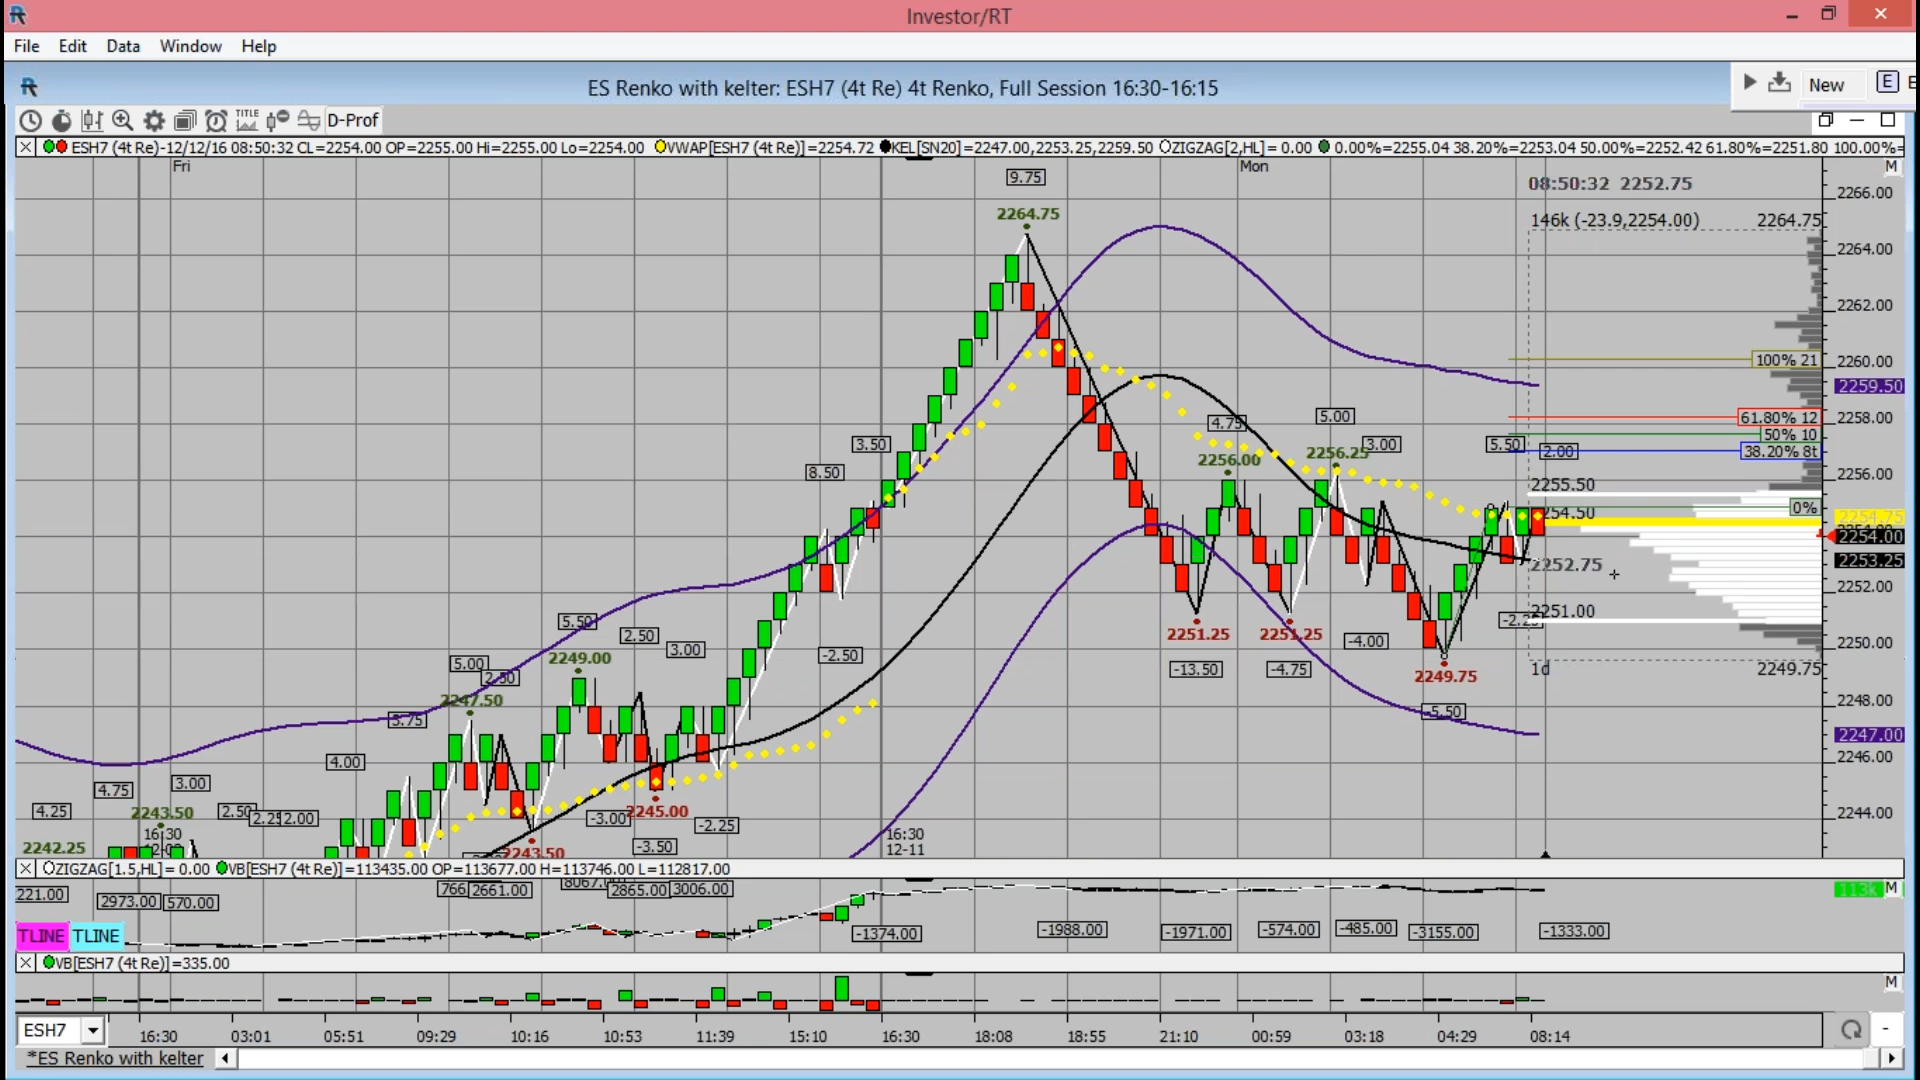 Investor/RT
File Edit Data Window Help
ES Renko with kelter: ESH7 (4t Re) 4t Renko, Full Session 16:30-16:15
New E
TITLE D-Prof
ESH7 (4t Re)-12/12/16 08:50:32 CL=2254.00 OP=2255.00 Hi=2255.00 Lo=2254.00 VWAP[ESH7 (4t Re)]=2254.72 KEL[SN20]=2247.00,2253.25,2259.50 ZIGZAG[2,HL]= 0.00 0.00%=2255.04 38.20%=2253.04 50.00%=2252.42 61.80%=2251.80 100.00%=
Fri Mon M
9.75
08:50:32 2252.75
2266.00
2264.75
146k (-23.9,2254.00) 2264.75
2264.00
2262.00
100% 21
2260.00
2259.50
5.00
61.80% 12
2258.00
4.75
50% 10
3.50 3.00 5.50 2.00
38.20% 8t
2256.00 2256.25
8.50
2256.00
2255.50
0%
2254.50
2254.75
2254.00
2253.25
2252.75
2252.00
2251.00
5.50 -2.25
2.50 2251.25 2251.25 -4.00
2250.00
3.00 -2.50
5.00 2249.00 -13.50 -4.75 1d 2249.75
2.50 2249.75
2247.50 2248.00
3.75 -5.50
2247.00
4.00 2246.00
4.75 3.00
4.25 2243.50 2.50 2.25 2.00 -3.00 2245.00 2244.00
-2.25
16:30 16:30
2242.25 -3.50 12-11
2243.50
ZIGZAG[1.5,HL]= 0.00 VB[ESH7 (4t Re)]=113435.00 OP=113677.00 H=113746.00 L=112817.00
221.00 2973.00 570.00 766 2661.00 2865.00 3006.00 113k M
TLINE TLINE -1374.00 -1988.00 -1971.00 -574.00 -485.00 -3155.00 -1333.00
VB[ESH7 (4t Re)]=335.00
M
ESH7 16:30 03:01 05:51 09:29 10:16 10:53 11:39 15:10 16:30 18:08 18:55 21:10 00:59 03:18 04:29 08:14
*ES Renko with kelter